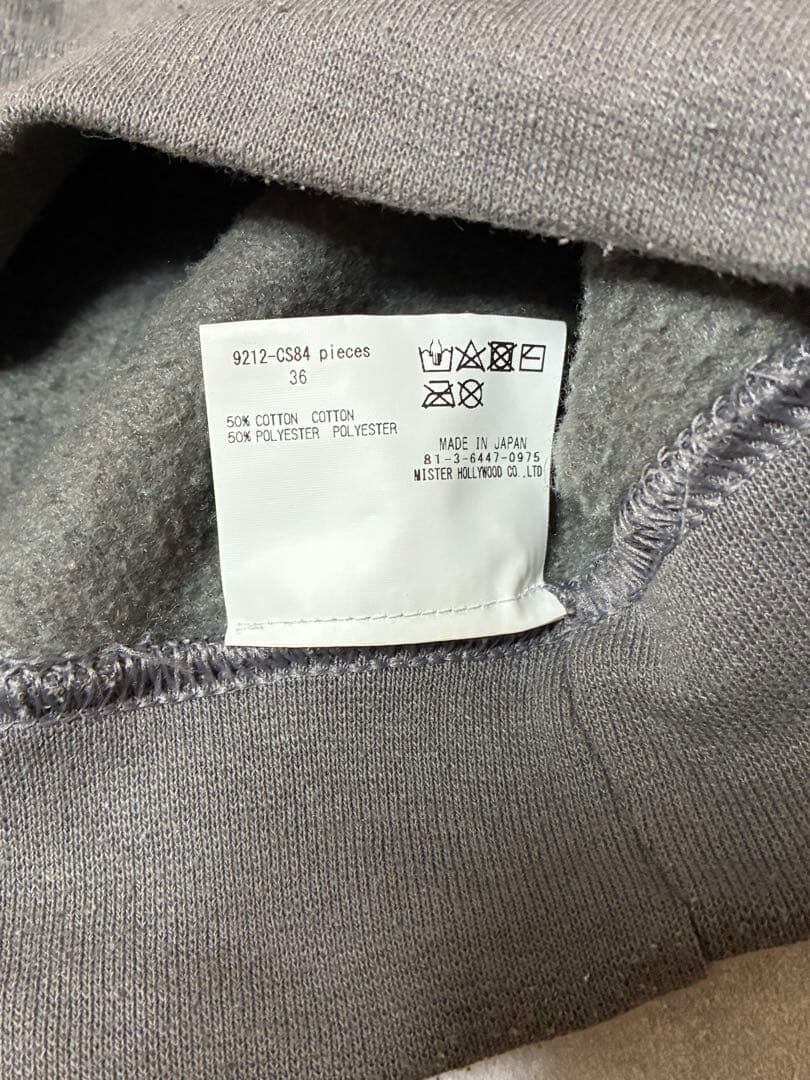 9212-CS84 pieces
36
50% COTTON COTTON
50% POLYESTER POLYESTER
MADE IN JAPAN
81-3-6447-0975
MISTER HOLLYWOOD CO.,LTD